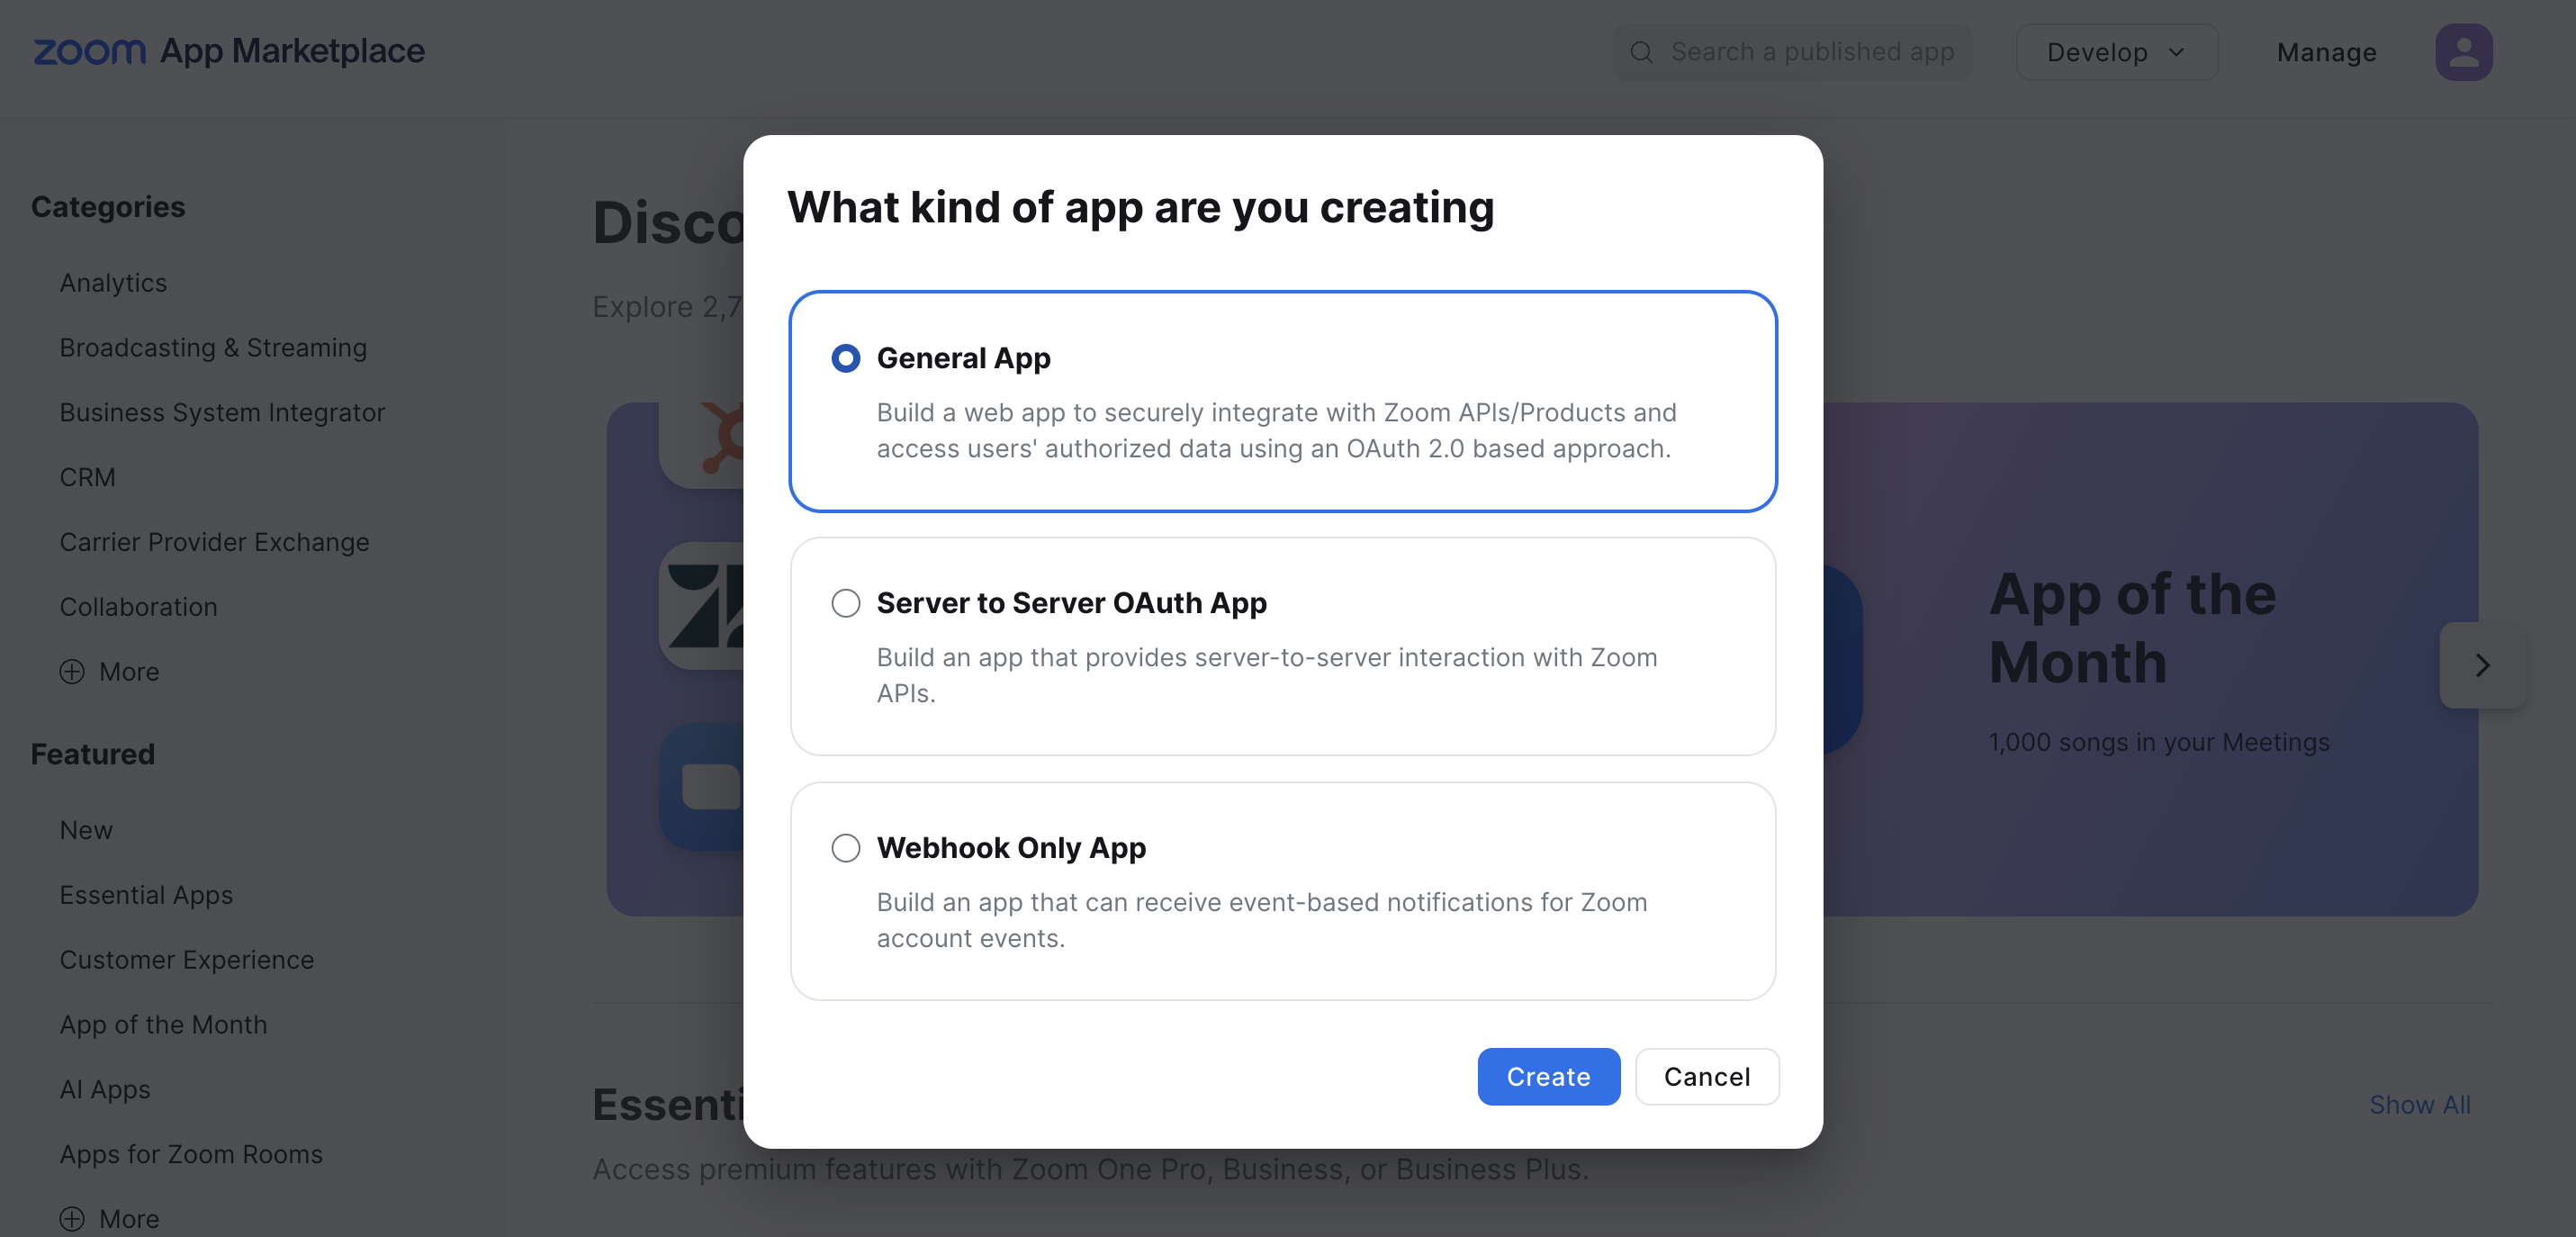 zoom App Marketplace
Search a published app
Develop
Manage
Categories
Analytics
Broadcasting & Streaming
Business System Integrator
CRM
Carrier Provider Exchange
Collaboration
More
Featured
New
Essential Apps
Customer Experience
App of the Month
AI Apps
Apps for Zoom Rooms
More
Disco
Explore 2,7
What kind of app are you creating
General App
Build a web app to securely integrate with Zoom APIs/Products and
access users' authorized data using an OAuth 2.0 based approach.
Server to Server OAuth App
Build an app that provides server-to-server interaction with Zoom
APIs.
Webhook Only App
Build an app that can receive event-based notifications for Zoom
account events.
Create
Cancel
App of the
Month
1,000 songs in your Meetings
Essenti
Show All
Access premium features with Zoom One Pro, Business, or Business Plus.